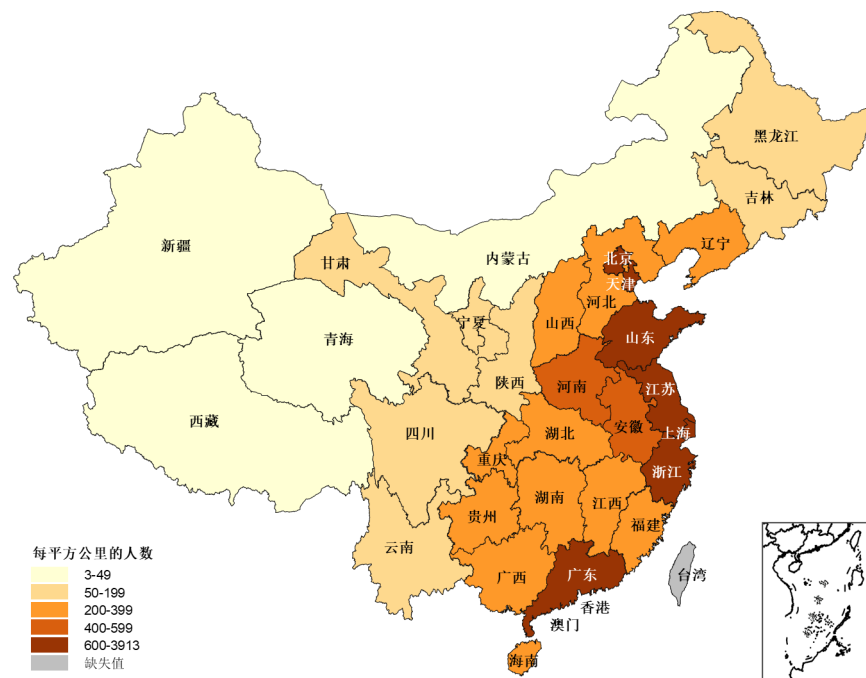 黑龙江
吉林
辽宁
新疆
甘肃
内蒙古
北京
天津
河北
宁夏
山西
山东
青海
陕西
河南
江苏
西藏
四川
安徽
上海
湖北
重庆
浙江
湖南
江西
贵州
福建
云南
广西
广东
台湾
香港
澳门
海南
每平方公里的人数
3-49
50-199
200-399
400-599
600-3913
缺失值